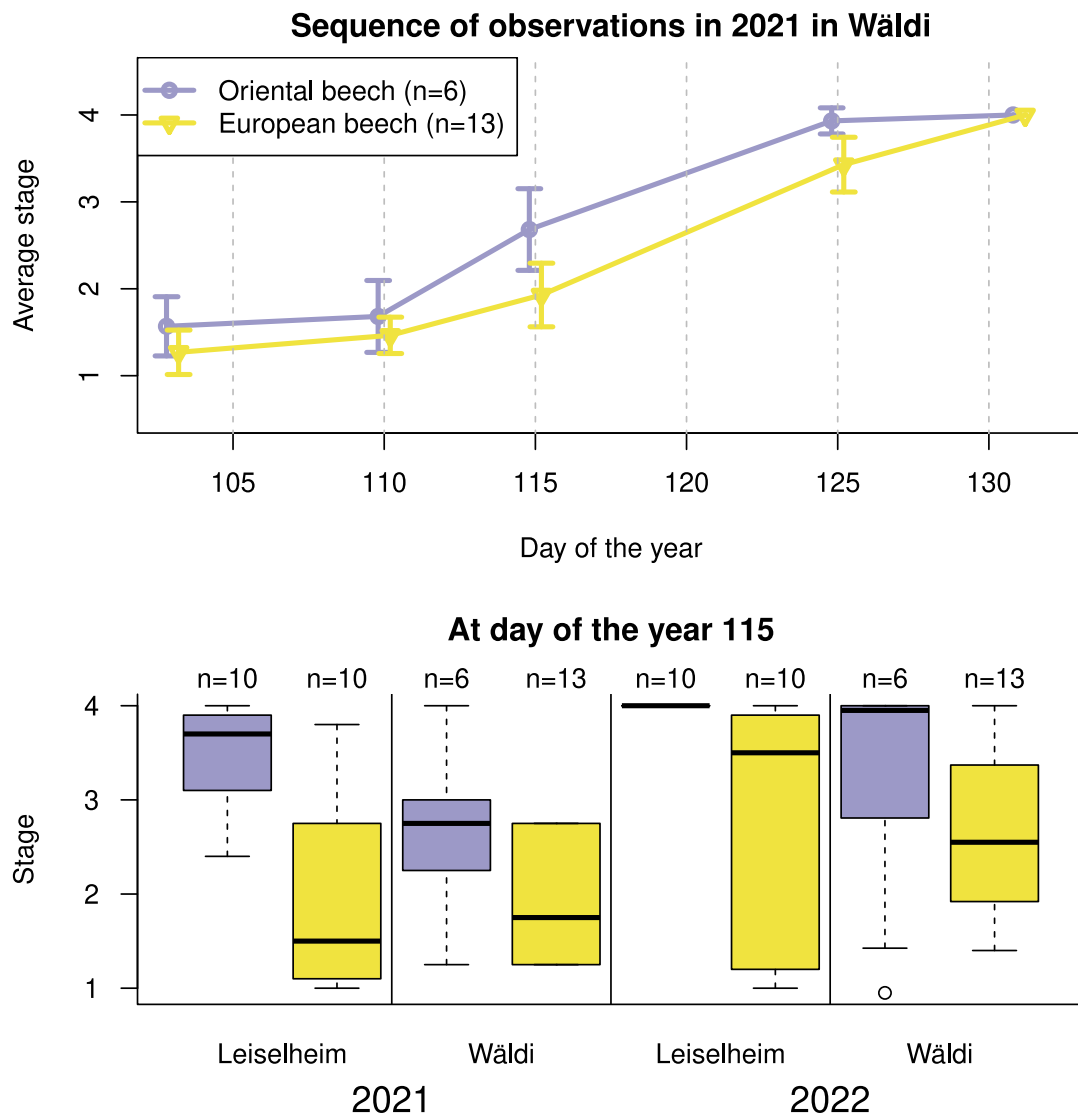 Sequence of observations in 2021 in Wäldi
Oriental beech (n=6)
European beech (n=13)
Average stage
4
3
2
1
105 110 115 120 125 130
Day of the year
At day of the year 115
n=10 n=10 n=6 n=13 n=10 n=10 n=6 n=13
Stage
4
3
2
1
Leiselheim Wäldi Leiselheim Wäldi
2021 2022